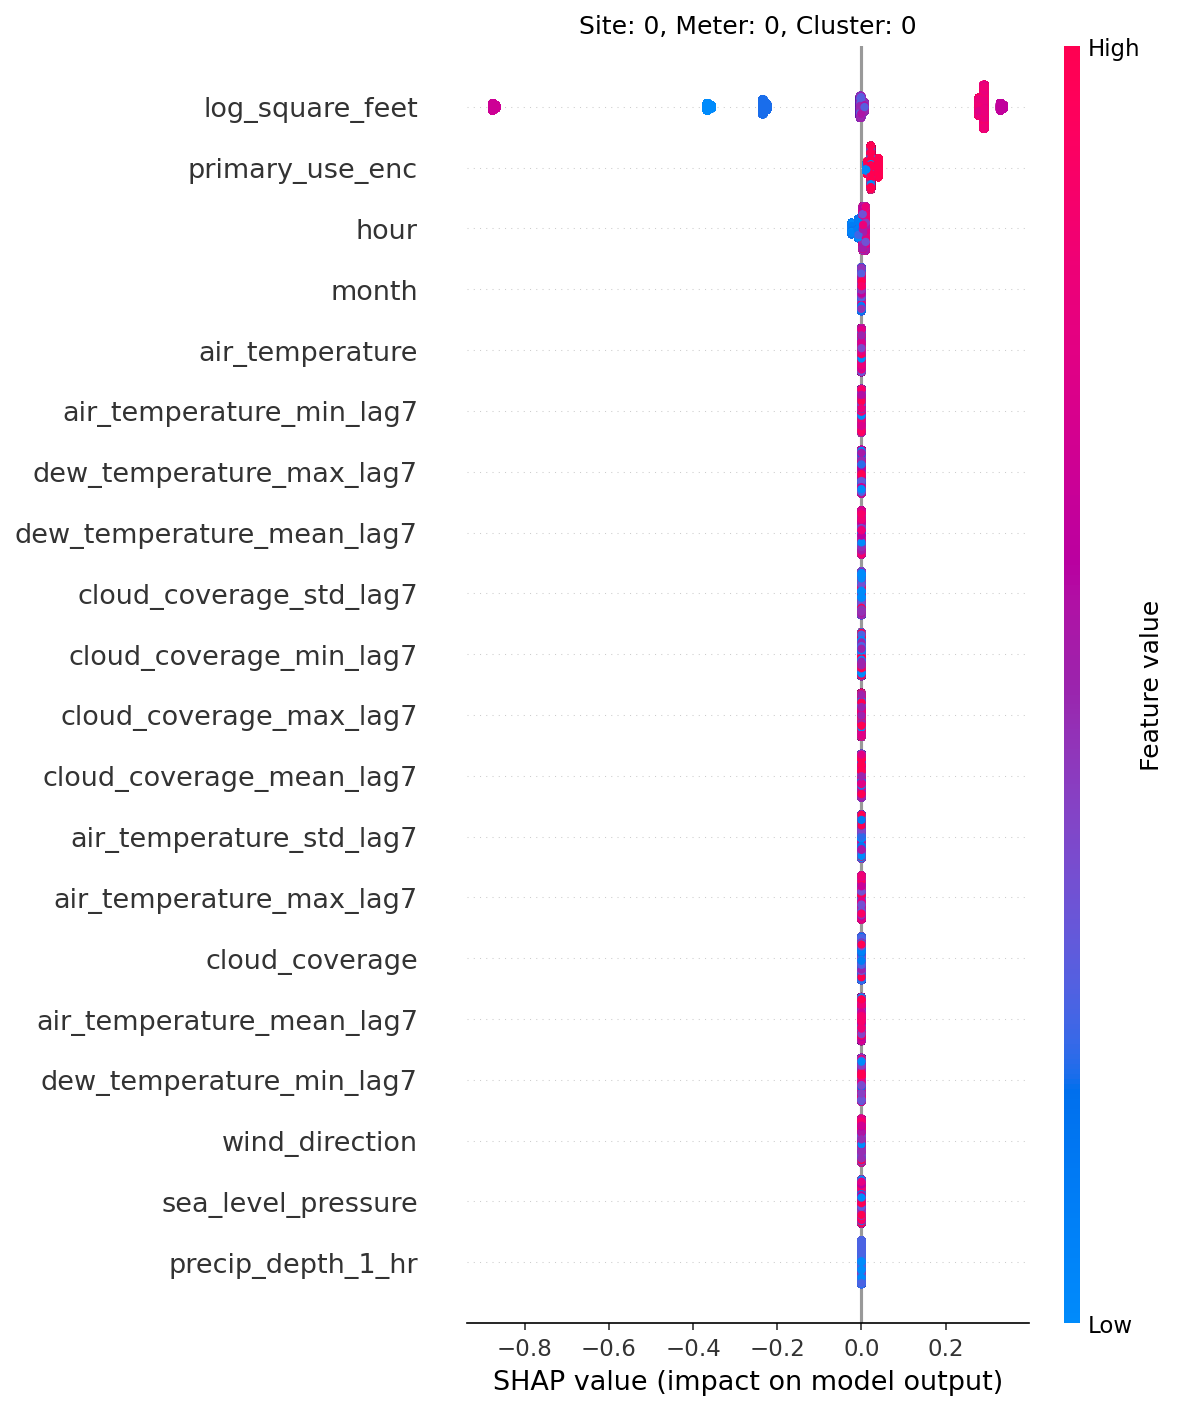 Site: 0, Meter: 0, Cluster: 0
High
log_square_feet
primary_use_enc
hour
month
air_temperature
air_temperature_min_lag7
dew_temperature_max_lag7
dew_temperature_mean_lag7
cloud_coverage_std_lag7
cloud_coverage_min_lag7
cloud_coverage_max_lag7
cloud_coverage_mean_lag7
air_temperature_std_lag7
air_temperature_max_lag7
cloud_coverage
air_temperature_mean_lag7
dew_temperature_min_lag7
wind_direction
sea_level_pressure
precip_depth_1_hr
Feature value
Low
−0.8 −0.6 −0.4 −0.2 0.0 0.2
SHAP value (impact on model output)